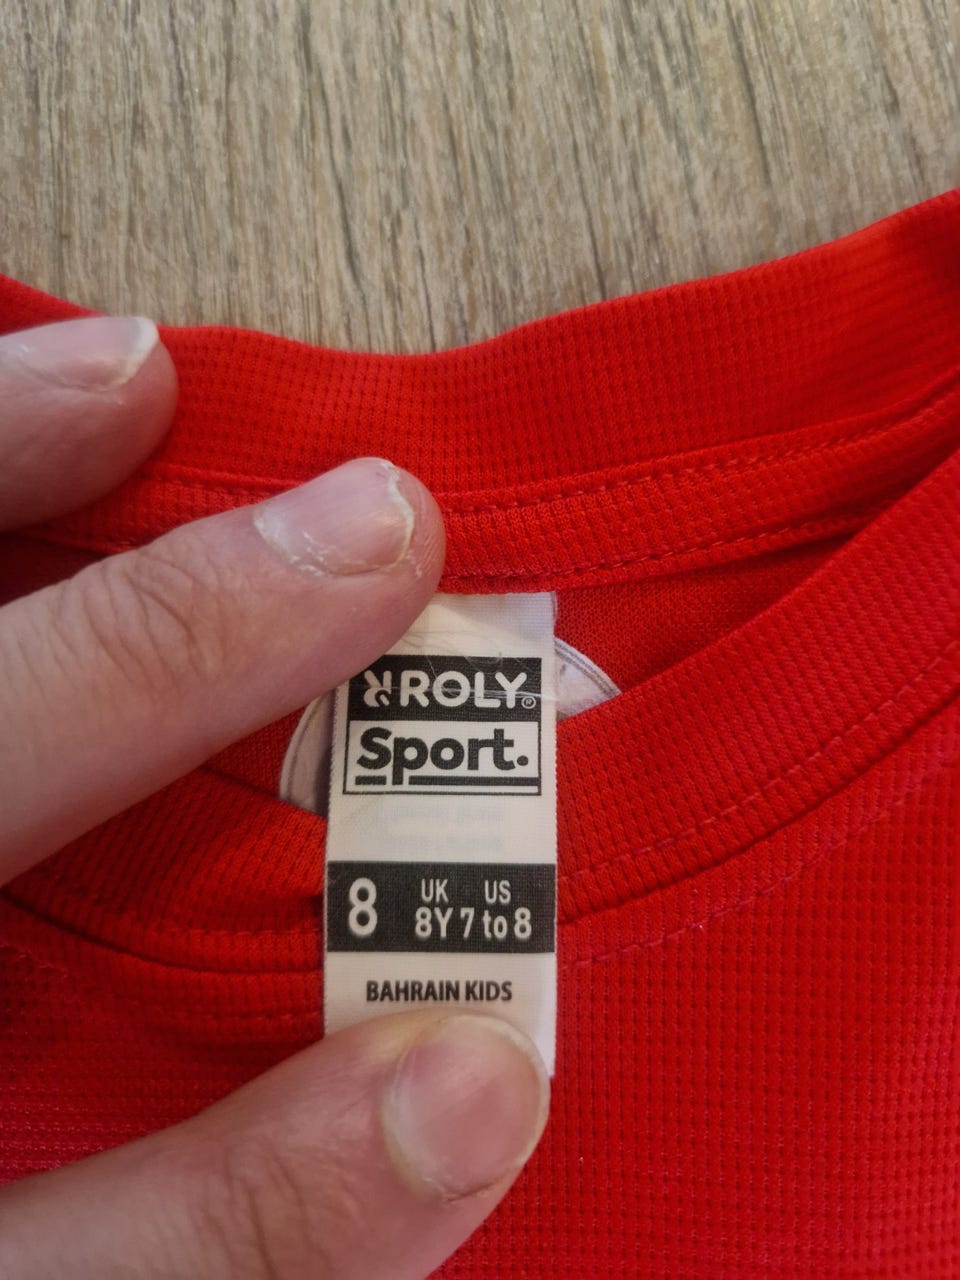 ROLY®
Sport.
8 UK US
8Y 7 to 8
BAHRAIN KIDS